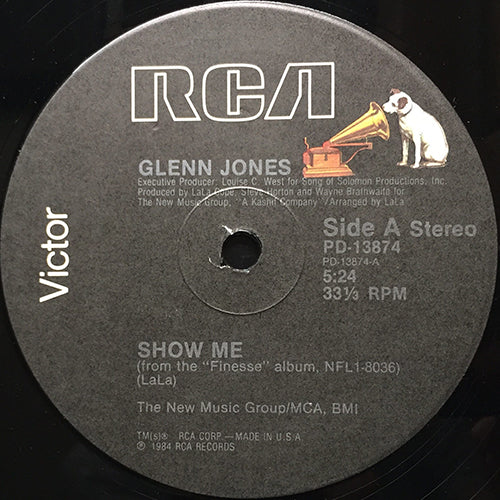 RCA
Victor
GLENN JONES
Executive Producer: Louise C. West for Song of Solomon Productions, Inc.
Produced by LaLa Cope, Steve Horton and Wayne Brathwaite for
The New Music Group, "A Kashif Company"/Arranged by LaLa
Side A Stereo
PD-13874
PD-13874-A
5:24
33⅓ RPM
SHOW ME
(from the "Finesse" album, NFL1-8036)
(LaLa)
The New Music Group/MCA, BMI
TM(s)® RCA CORP.—MADE IN U.S.A
℗ 1984 RCA RECORDS